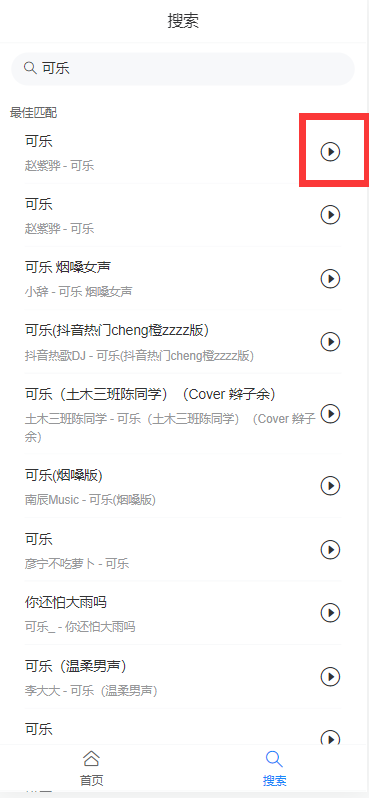 搜索
可乐
最佳匹配
可乐
赵紫骅 - 可乐
可乐
赵紫骅 - 可乐
可乐 烟嗓女声
小辞 - 可乐 烟嗓女声
可乐(抖音热门cheng橙zzzz版)
抖音热歌DJ - 可乐(抖音热门cheng橙zzzz版)
可乐（土木三班陈同学）（Cover 辫子余）
土木三班陈同学 - 可乐（土木三班陈同学）（Cover 辫子
余）
可乐(烟嗓版)
南辰Music - 可乐(烟嗓版)
可乐
彦宁不吃萝卜 - 可乐
你还怕大雨吗
可乐_ - 你还怕大雨吗
可乐（温柔男声）
李大大 - 可乐（温柔男声）
可乐
首页
搜索